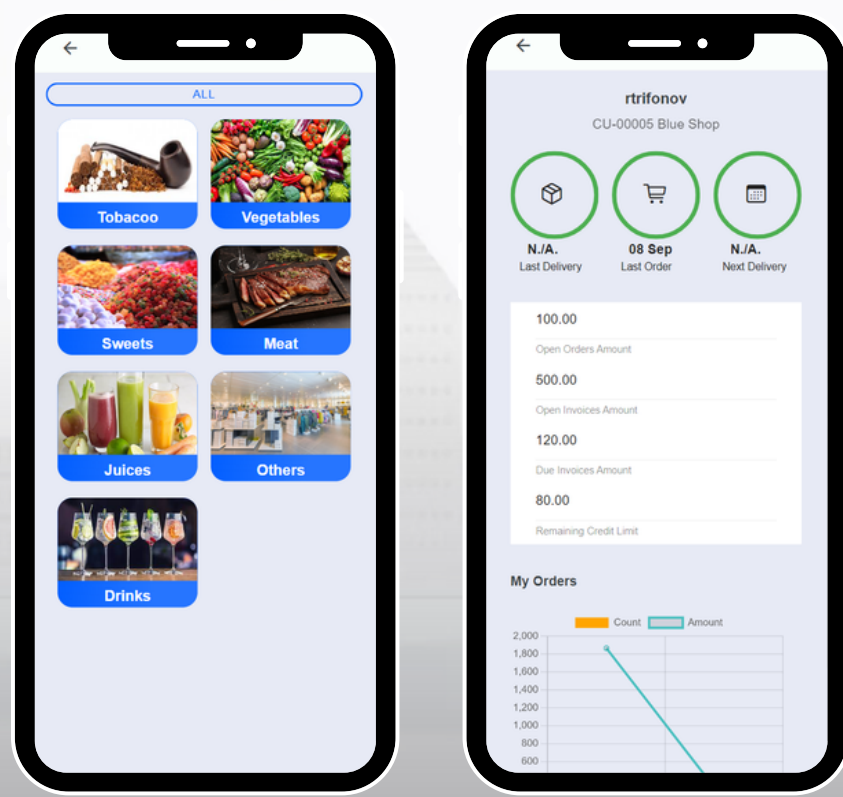 ALL
Tobacoo
Vegetables
Sweets
Meat
Juices
Others
Drinks
rtrifonov
CU-00005 Blue Shop
N./A.
Last Delivery
08 Sep
Last Order
N./A.
Next Delivery
100.00
Open Orders Amount
500.00
Open Invoices Amount
120.00
Due Invoices Amount
80.00
Remaining Credit Limit
My Orders
Count Amount
2,000
1,800
1,600
1,400
1,200
1,000
800
600